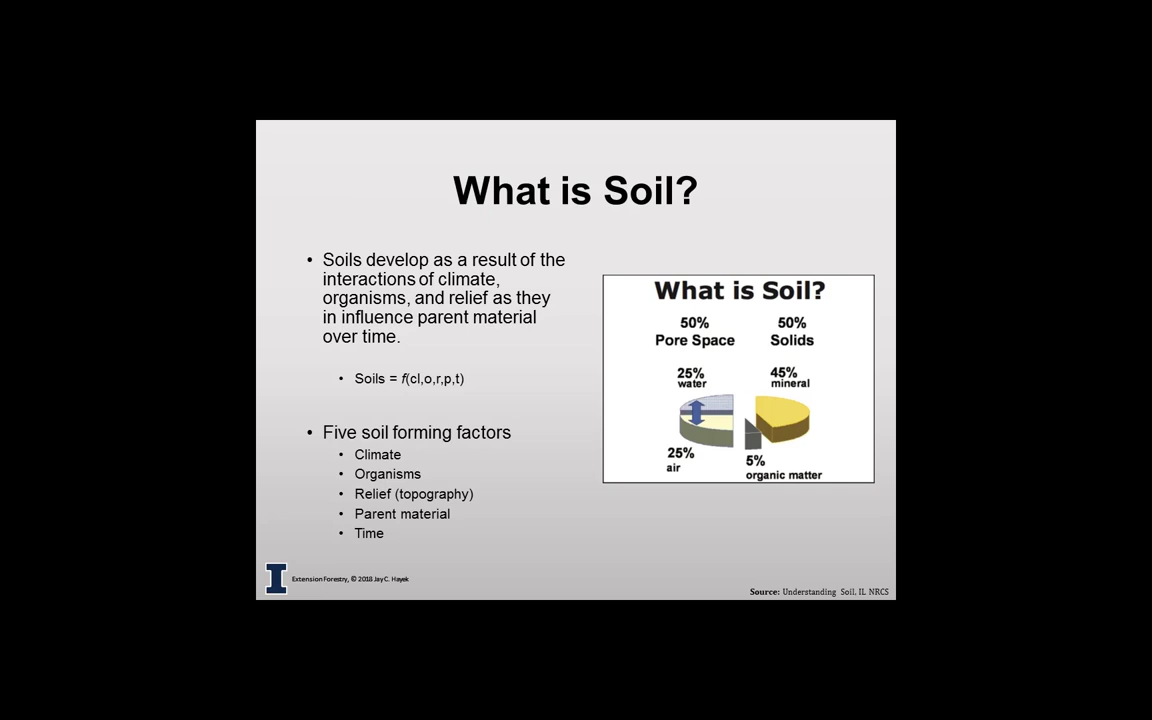 What is Soil?
• Soils develop as a result of the
interactions of climate,
organisms, and relief as they
in influence parent material
over time.
• Soils = f(cl,o,r,p,t)
• Five soil forming factors
• Climate
• Organisms
• Relief (topography)
• Parent material
• Time
What is Soil?
50% 50%
Pore Space Solids
25% 45%
water mineral
25% 5%
air organic matter
I
Extension Forestry, © 2018 Jay C. Hayek
Source: Understanding Soil, IL NRCS